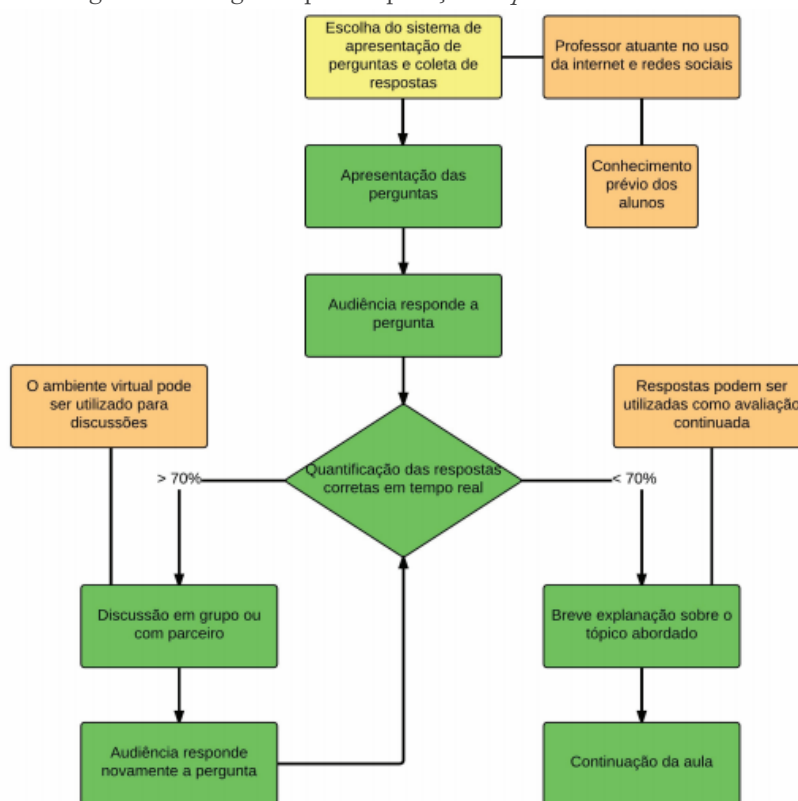 Escolha do sistema de
apresentação de
perguntas e coleta de
respostas
Professor atuante no uso
da internet e redes sociais
Conhecimento
prévio dos
alunos
Apresentação das
perguntas
Audiência responde a
pergunta
O ambiente virtual pode
ser utilizado para
discussões
Respostas podem ser
utilizadas como avaliação
continuada
Quantificação das respostas
corretas em tempo real
> 70%
< 70%
Discussão em grupo ou
com parceiro
Breve explanação sobre o
tópico abordado
Audiência responde
novamente a pergunta
Continuação da aula